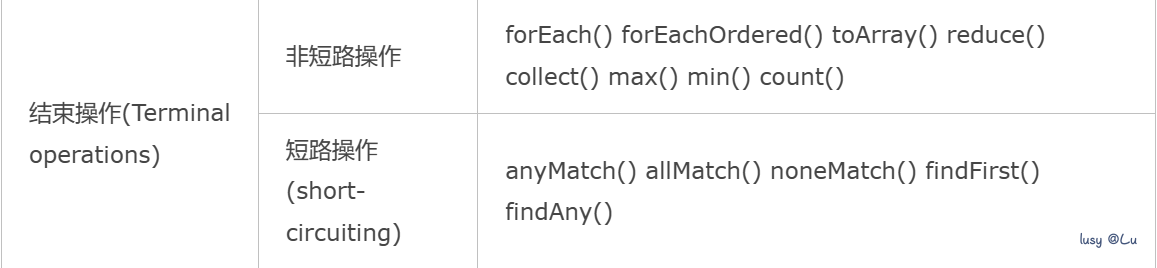 结束操作(Terminal
operations)
非短路操作
forEach() forEachOrdered() toArray() reduce()
collect() max() min() count()
短路操作
(short-
circuiting)
anyMatch() allMatch() noneMatch() findFirst()
findAny()
lusy @Lu